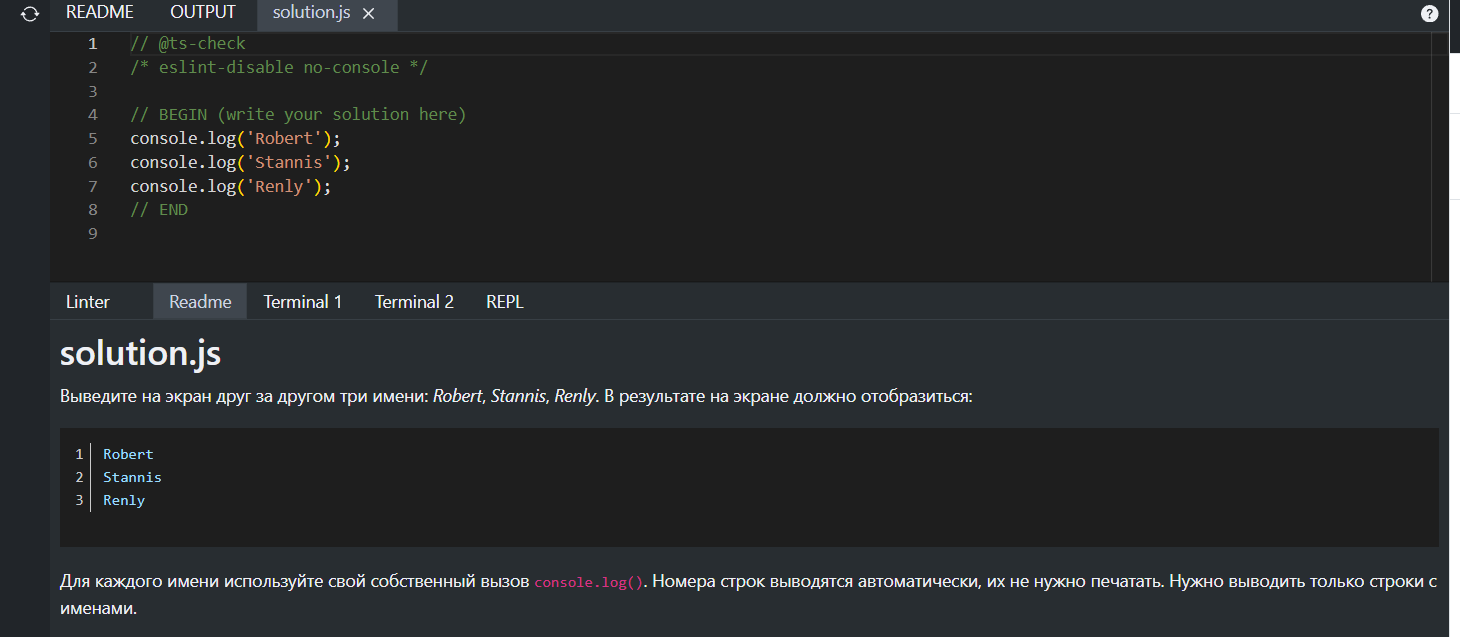 README OUTPUT solution.js
1 // @ts-check
2 /* eslint-disable no-console */
3
4 // BEGIN (write your solution here)
5 console.log('Robert');
6 console.log('Stannis');
7 console.log('Renly');
8 // END
9
Linter Readme Terminal 1 Terminal 2 REPL
solution.js
Выведите на экран друг за другом три имени: Robert, Stannis, Renly. В результате на экране должно отобразиться:
1 Robert
2 Stannis
3 Renly
Для каждого имени используйте свой собственный вызов console.log(). Номера строк выводятся автоматически, их не нужно печатать. Нужно выводить только строки с
именами.